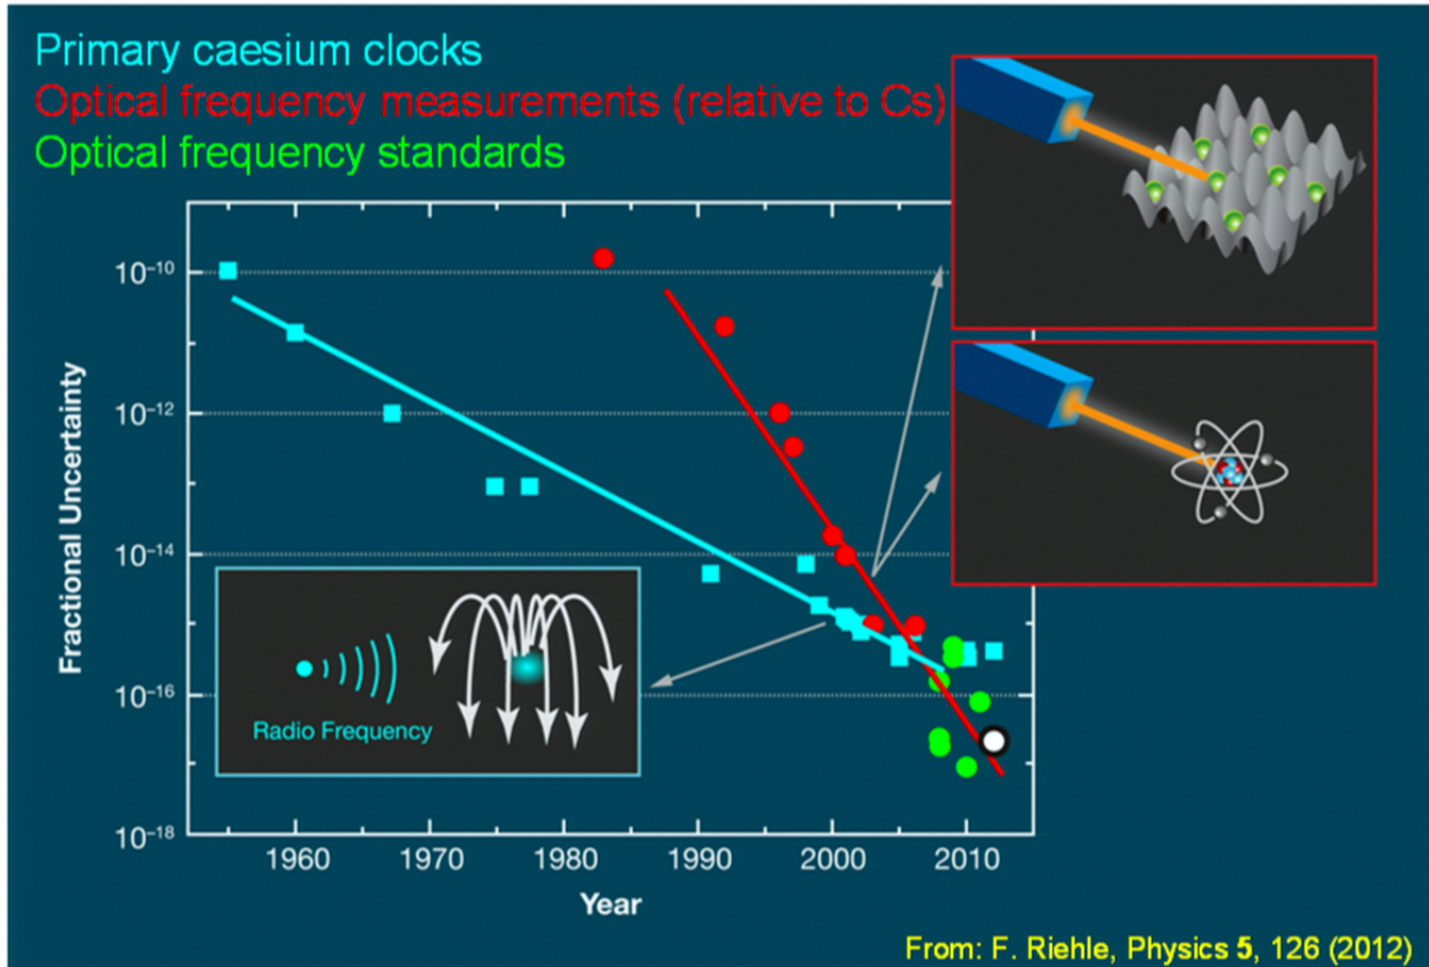 Primary caesium clocks
Optical frequency measurements (relative to Cs)
Optical frequency standards
10⁻¹⁰
10⁻¹²
10⁻¹⁴
10⁻¹⁶
10⁻¹⁸
Fractional Uncertainty
Radio Frequency
1960 1970 1980 1990 2000 2010
Year
From: F. Riehle, Physics 5, 126 (2012)